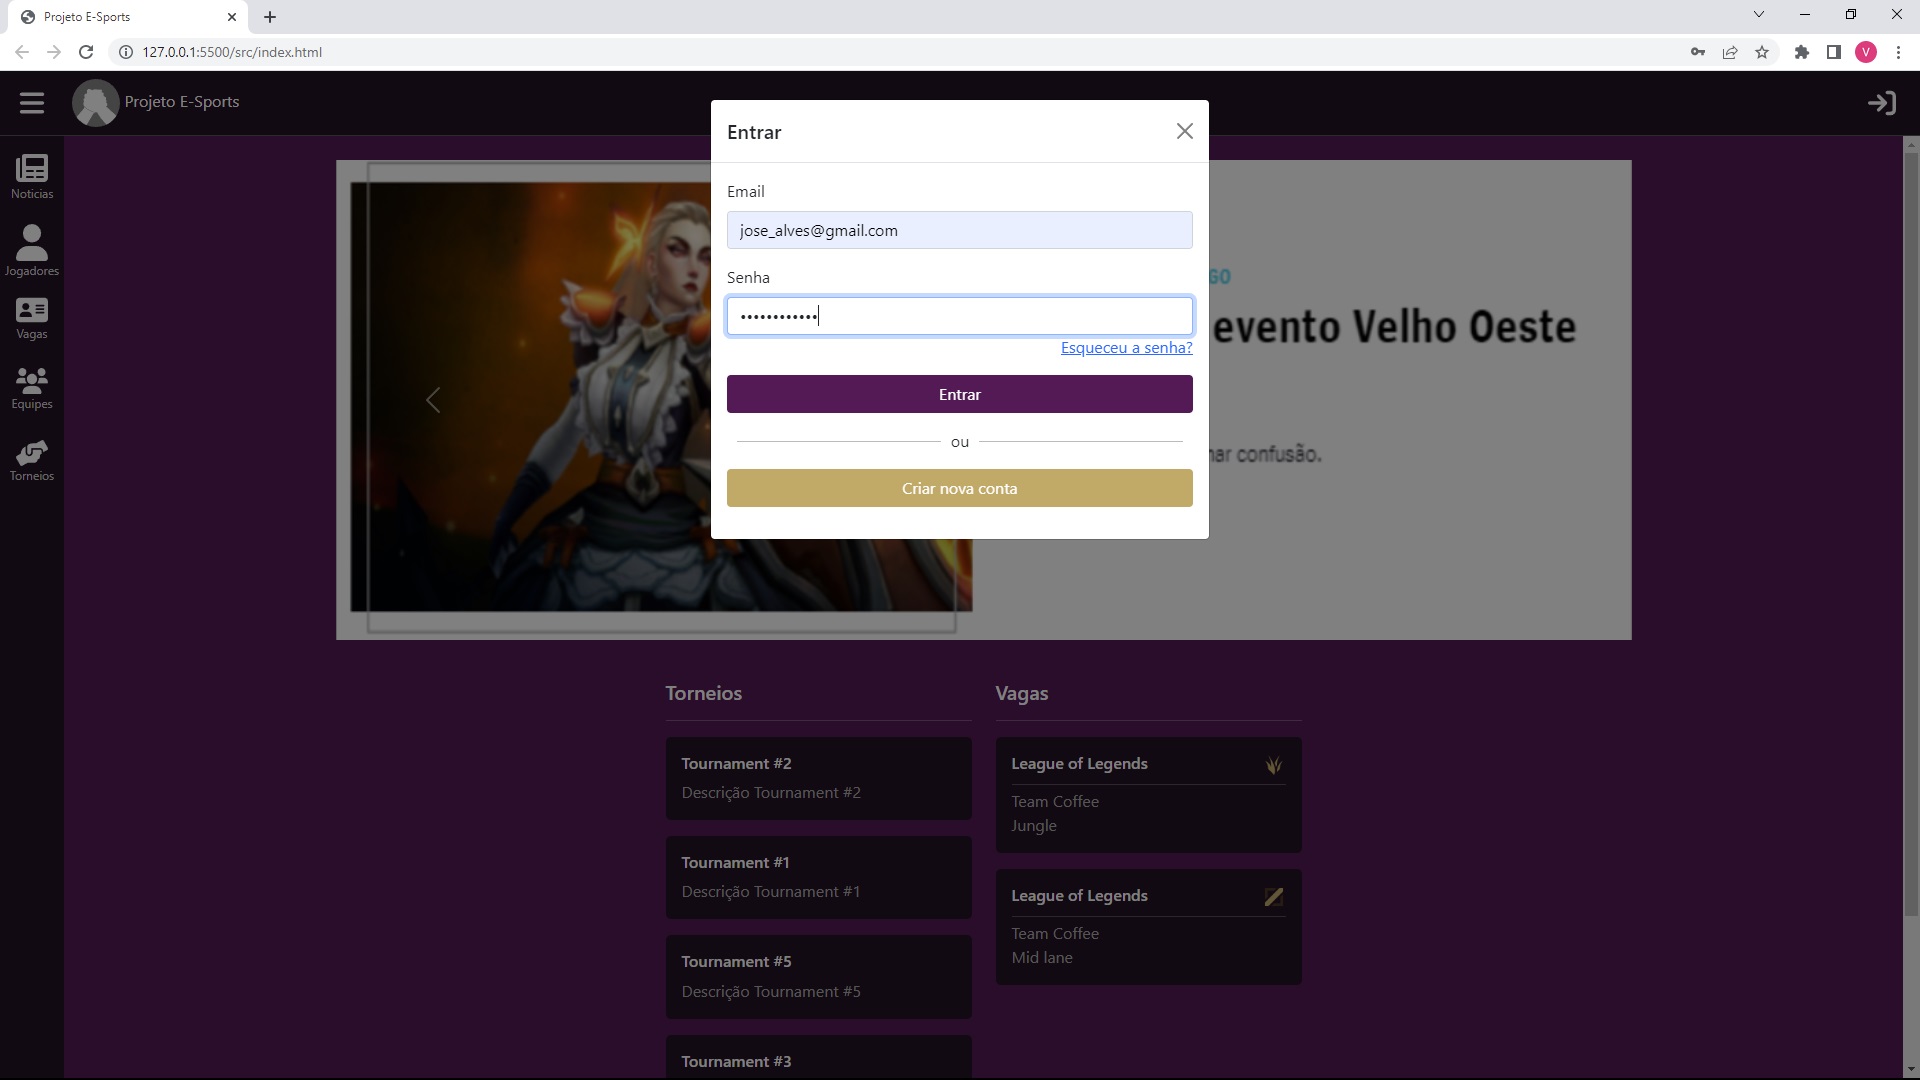 Projeto E-Sports
127.0.0.1:5500/src/index.html
V
Projeto E-Sports
Notícias
Jogadores
Vagas
Equipes
Torneios
Entrar
Email
jose_alves@gmail.com
Senha
••••••••••••
Esqueceu a senha?
Entrar
ou
Criar nova conta
GO
evento Velho Oeste
confusão.
Torneios
Tournament #2
Descrição Tournament #2
Tournament #1
Descrição Tournament #1
Tournament #5
Descrição Tournament #5
Tournament #3
Vagas
League of Legends
Team Coffee
Jungle
League of Legends
Team Coffee
Mid lane